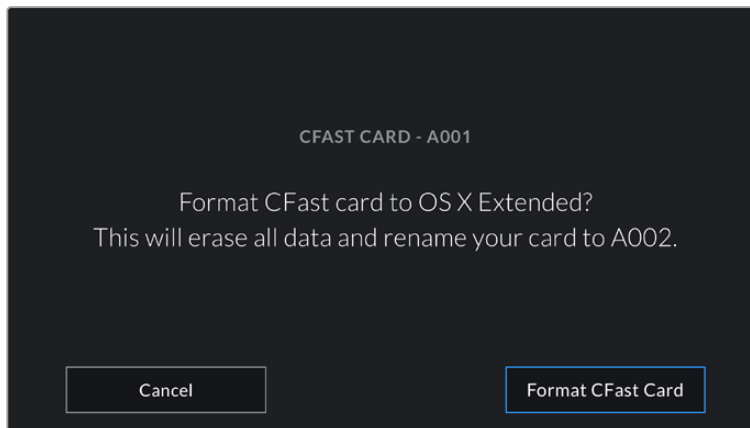 CFAST CARD - A001
Format CFast card to OS X Extended?
This will erase all data and rename your card to A002.
Cancel
Format CFast Card